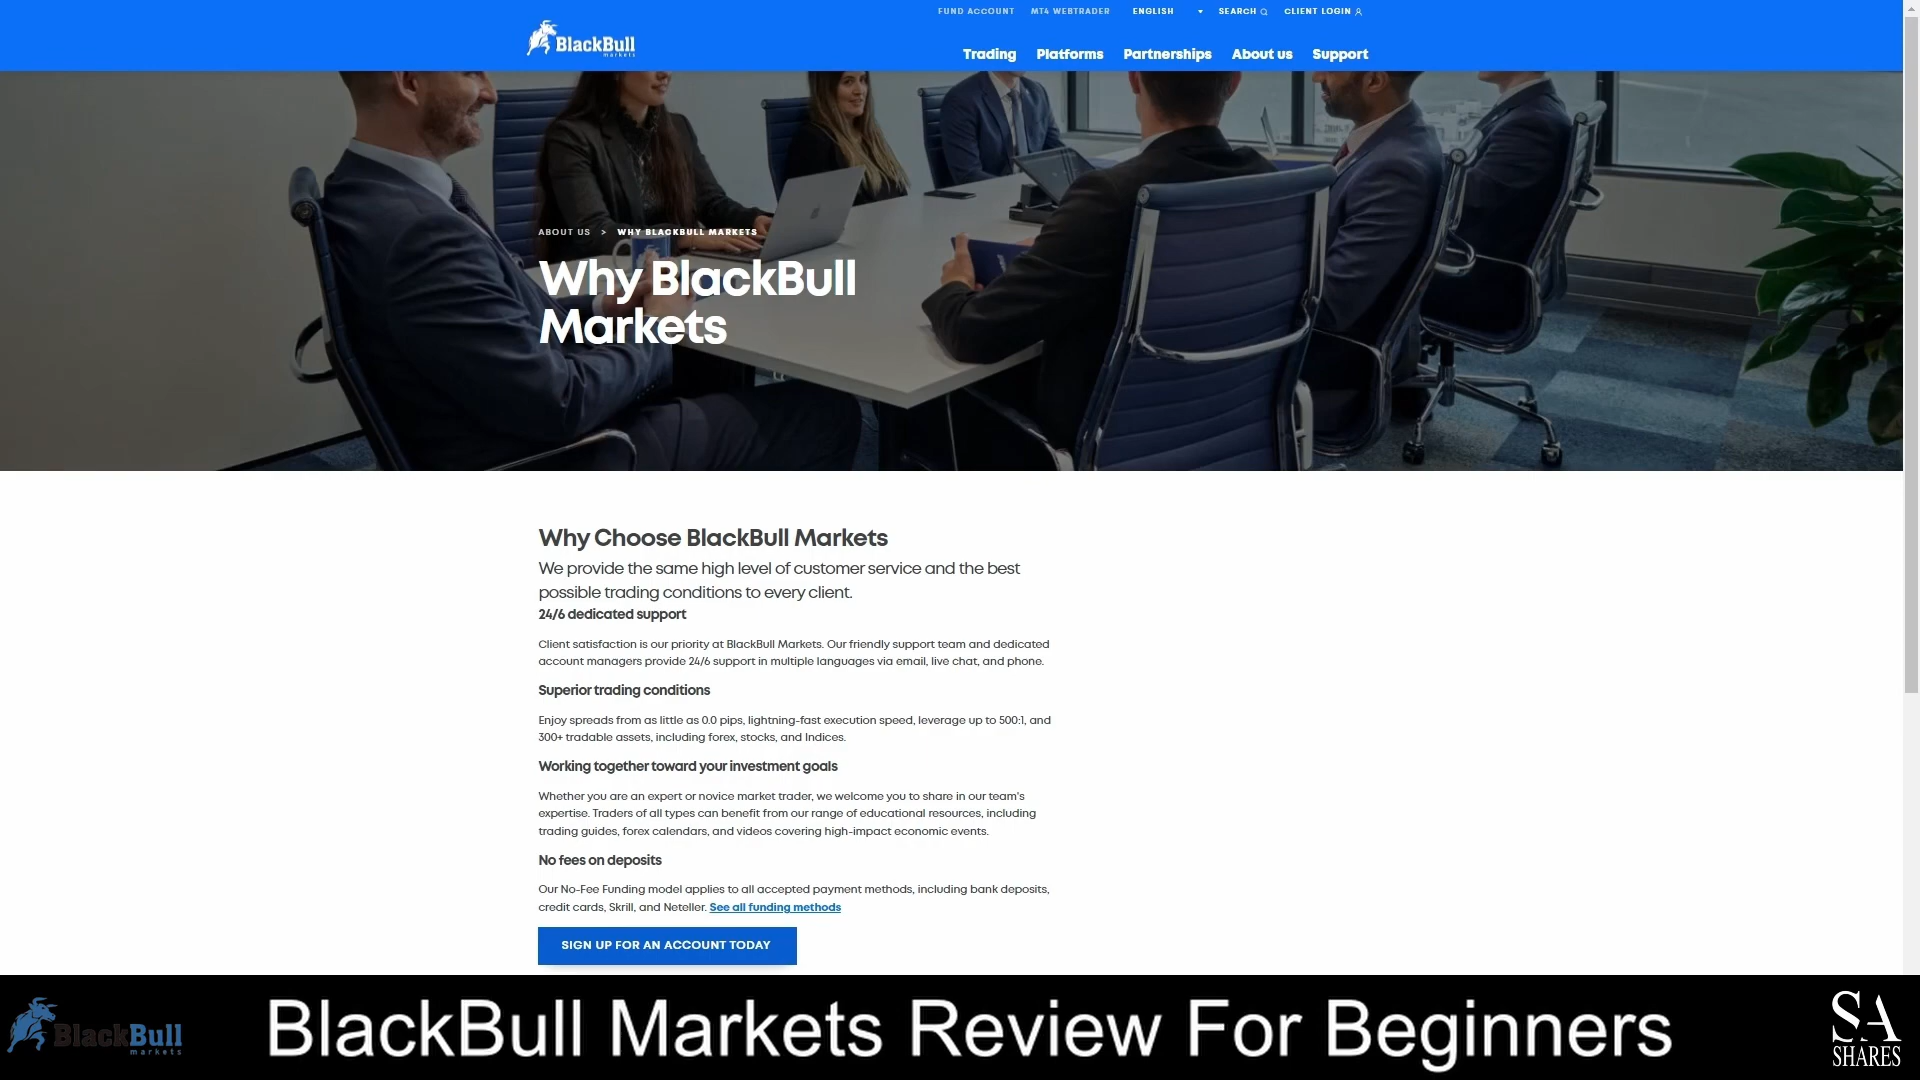 FUND ACCOUNT MT4 WEBTRADER ENGLISH SEARCH CLIENT LOGIN
BlackBull
markets
Trading Platforms Partnerships About us Support
ABOUT US > WHY BLACKBULL MARKETS
Why BlackBull
Markets
Why Choose BlackBull Markets
We provide the same high level of customer service and the best
possible trading conditions to every client.
24/6 dedicated support
Client satisfaction is our priority at BlackBull Markets. Our friendly support team and dedicated
account managers provide 24/6 support in multiple languages via email, live chat, and phone.
Superior trading conditions
Enjoy spreads from as little as 0.0 pips, lightning-fast execution speed, leverage up to 500:1, and
300+ tradable assets, including forex, stocks, and Indices.
Working together toward your investment goals
Whether you are an expert or novice market trader, we welcome you to share in our team's
expertise. Traders of all types can benefit from our range of educational resources, including
trading guides, forex calendars, and videos covering high-impact economic events.
No fees on deposits
Our No-Fee Funding model applies to all accepted payment methods, including bank deposits,
credit cards, Skrill, and Neteller. See all funding methods
SIGN UP FOR AN ACCOUNT TODAY
BlackBull
markets
BlackBull Markets Review For Beginners
SA
SHARES